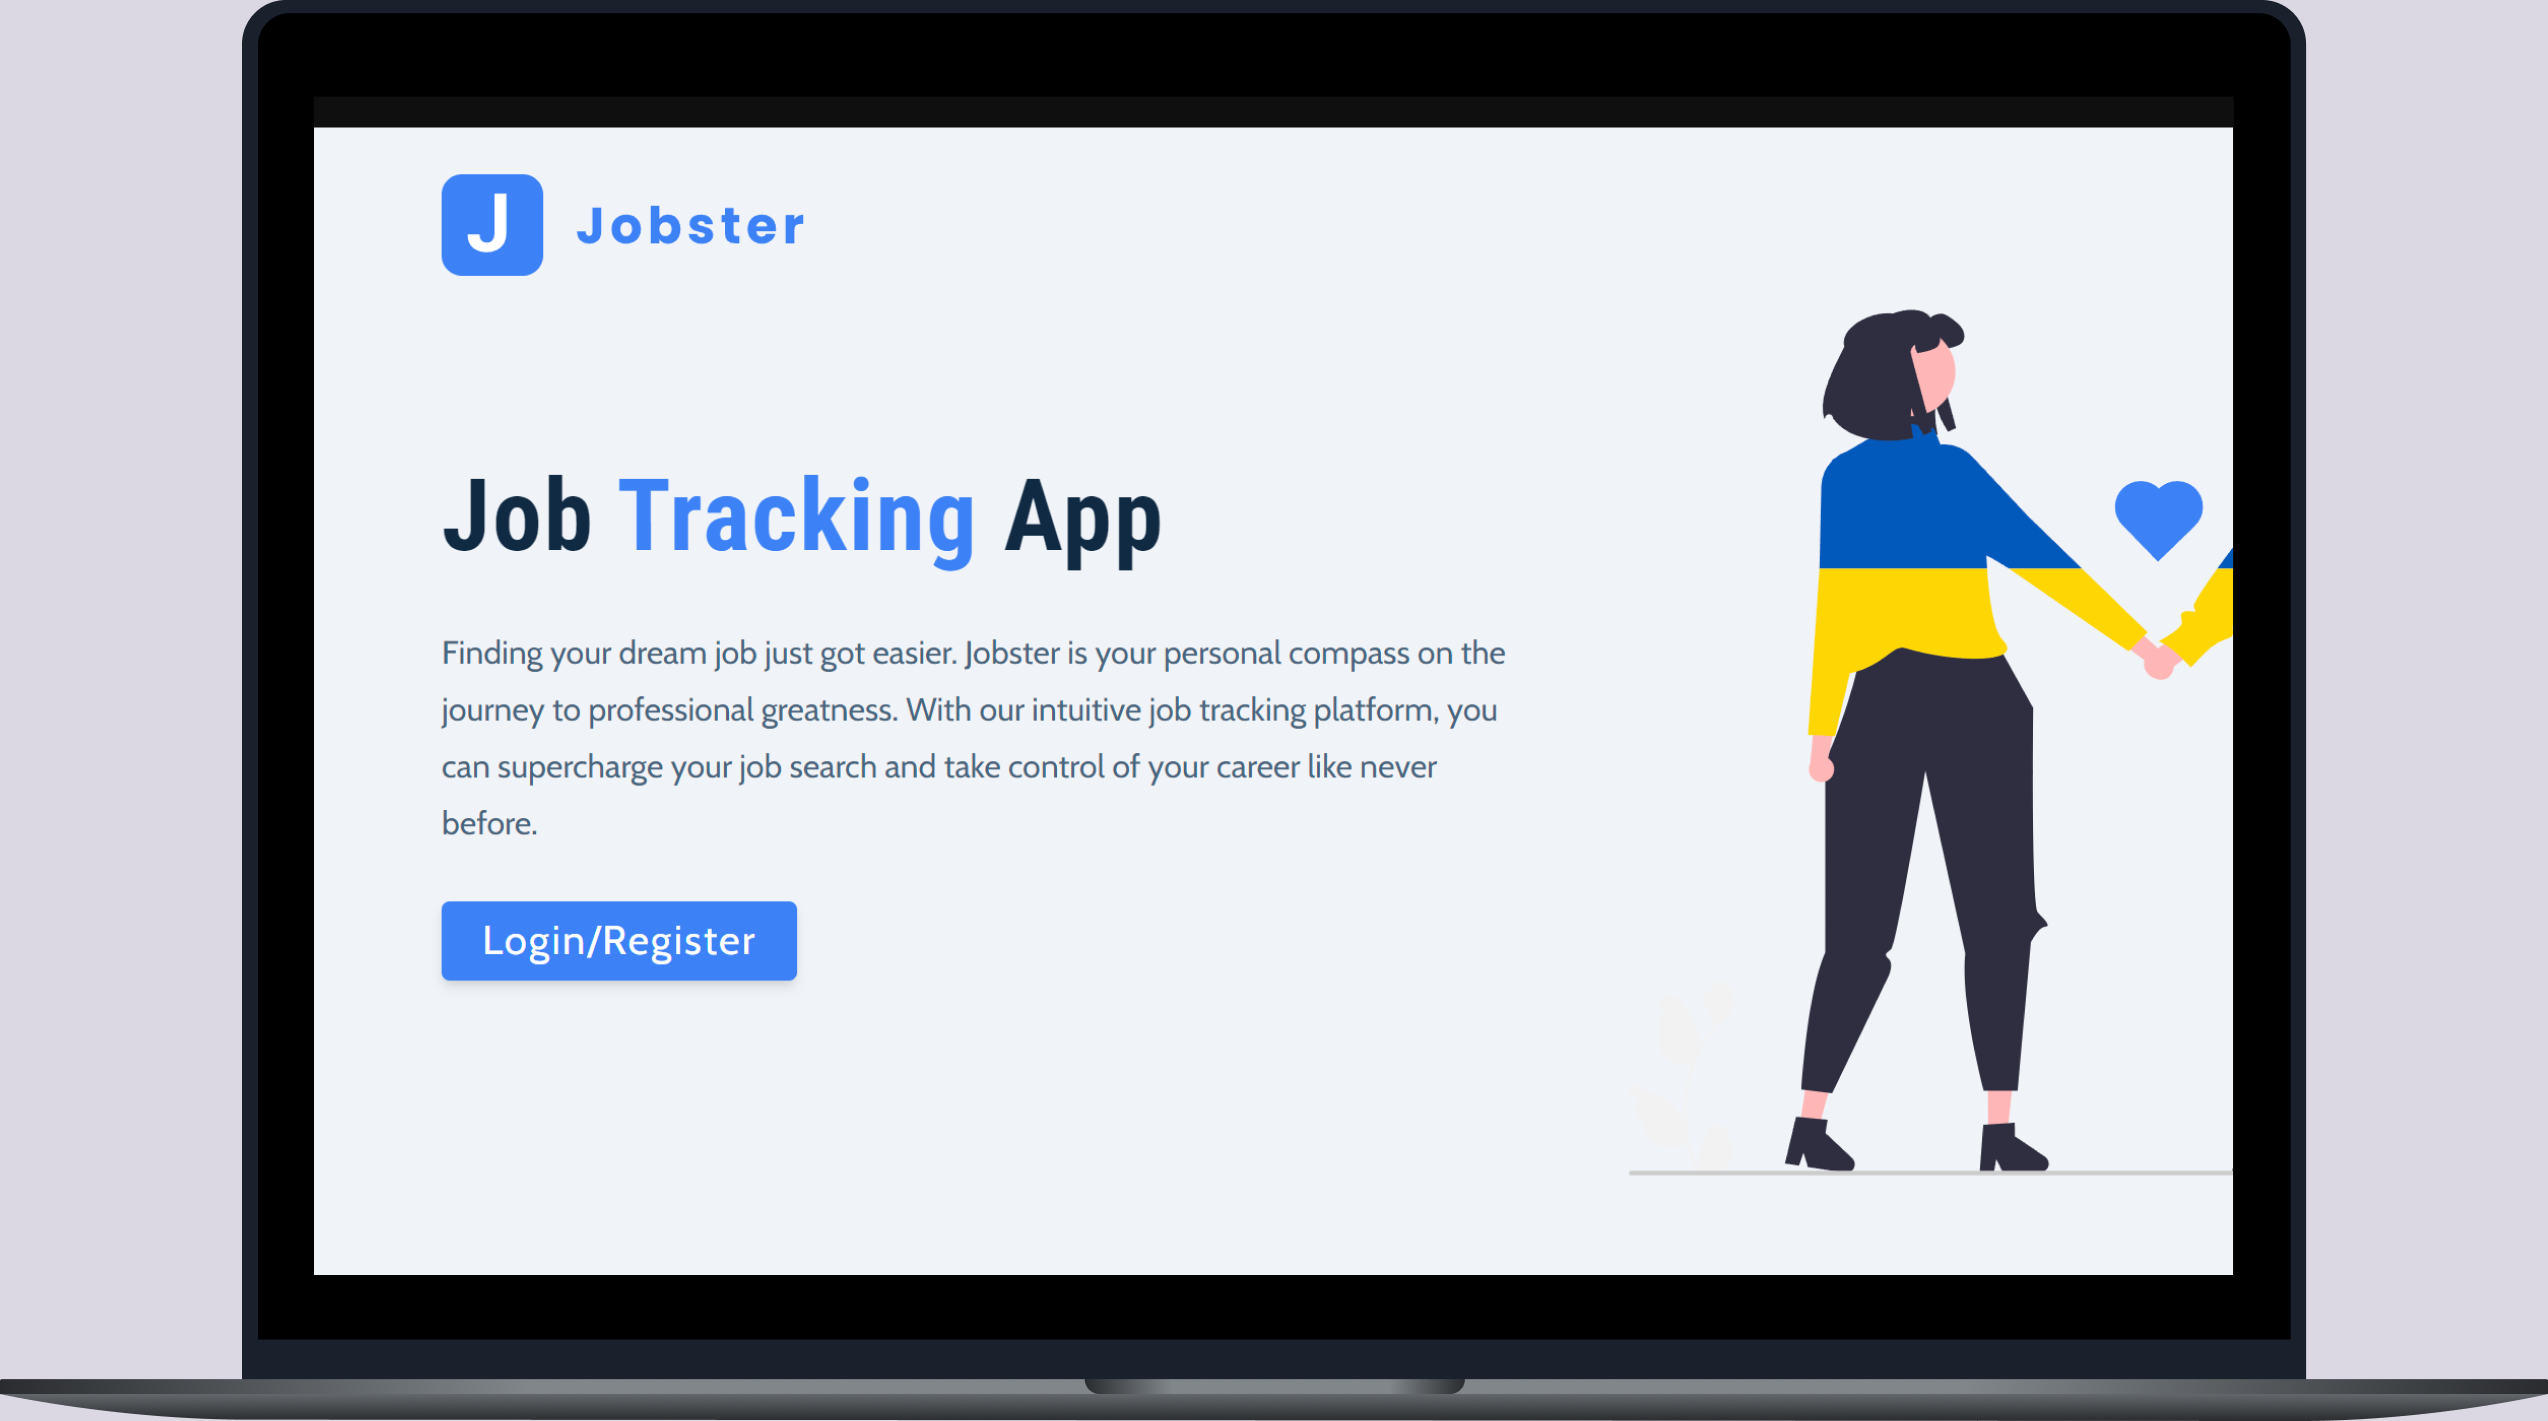 J Jobster
Job Tracking App
Finding your dream job just got easier. Jobster is your personal compass on the
journey to professional greatness. With our intuitive job tracking platform, you
can supercharge your job search and take control of your career like never
before.
Login/Register